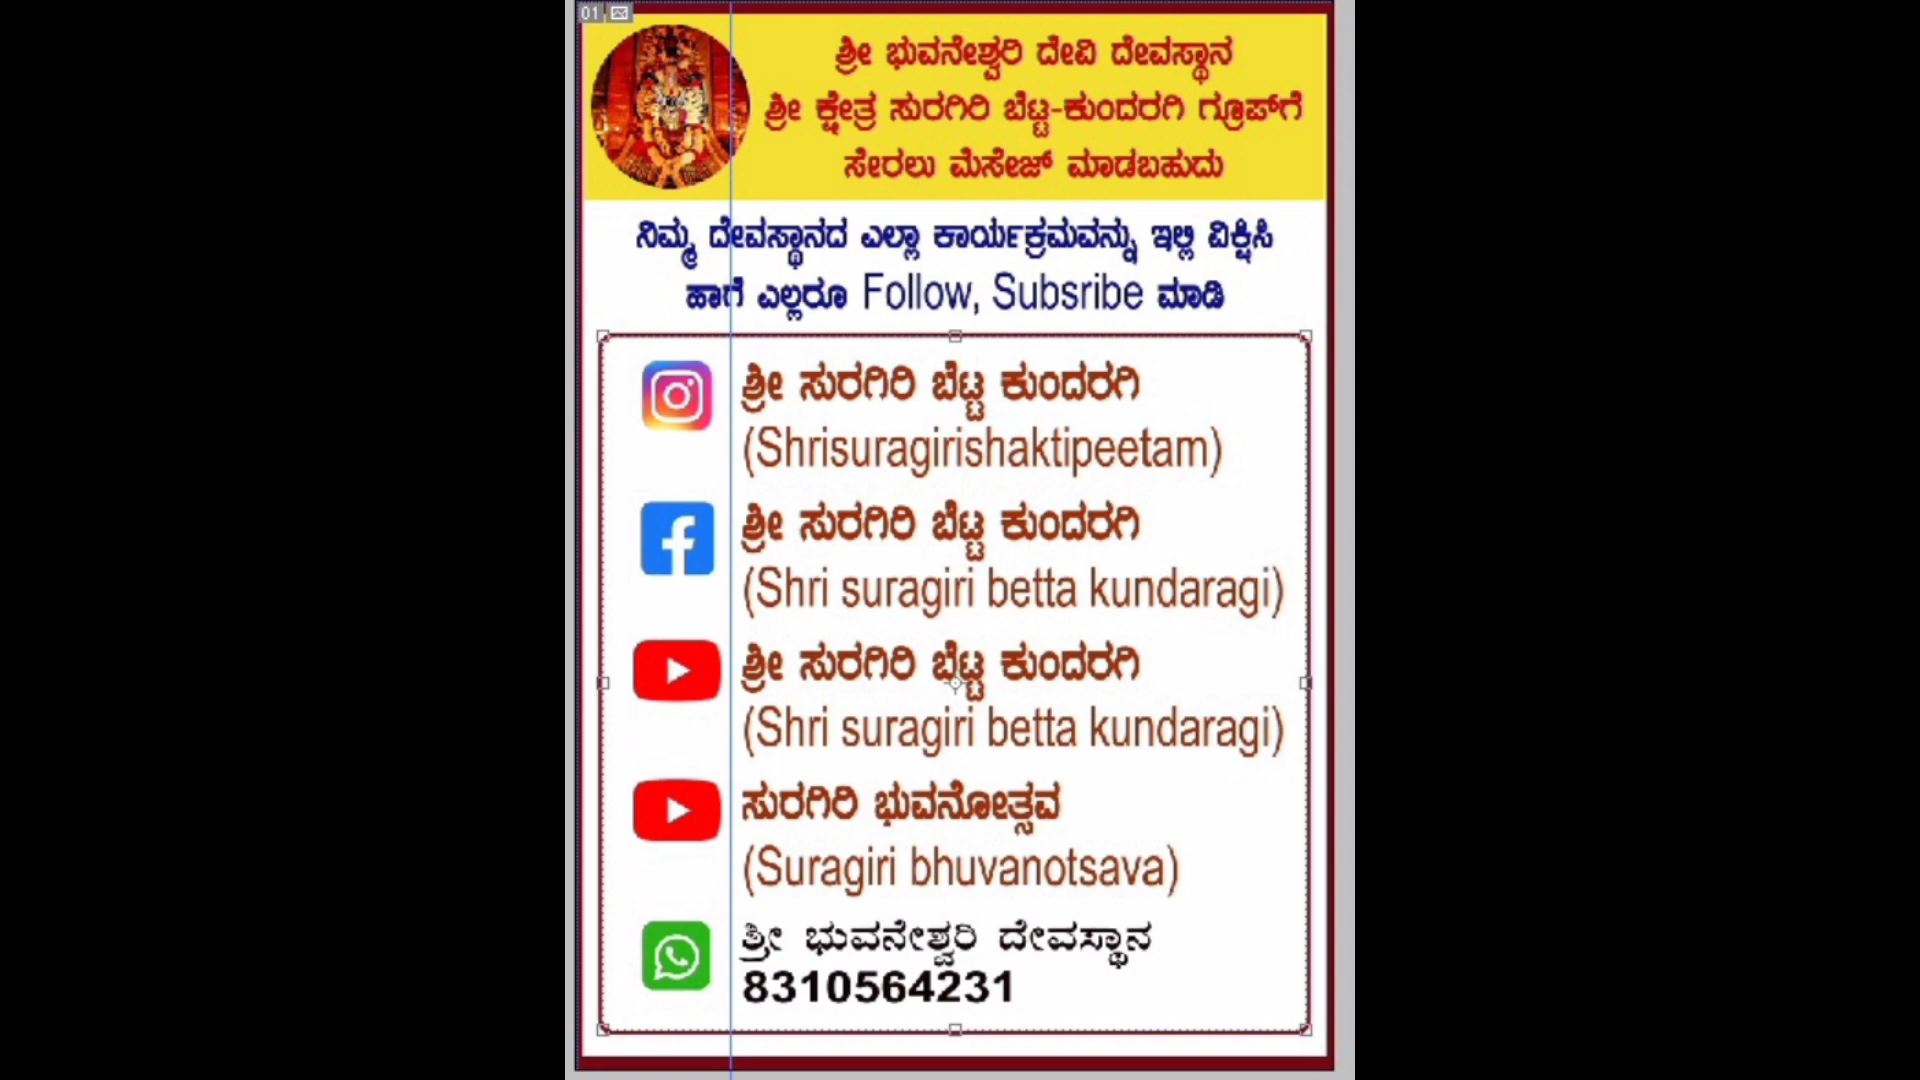 01
ಶ್ರೀ ಭುವನೇಶ್ವರಿ ದೇವಿ ದೇವಸ್ಥಾನ
ಶ್ರೀ ಕ್ಷೇತ್ರ ಸುರಗಿರಿ ಬೆಟ್ಟ-ಕುಂದರಗಿ ಗ್ರೂಪ್‌ಗೆ
ಸೇರಲು ಮೆಸೇಜ್ ಮಾಡಬಹುದು
ನಿಮ್ಮ ದೇವಸ್ಥಾನದ ಎಲ್ಲಾ ಕಾರ್ಯಕ್ರಮವನ್ನು ಇಲ್ಲಿ ವಿಕ್ಷಿಸಿ
ಹಾಗೆ ಎಲ್ಲರೂ Follow, Subsribe ಮಾಡಿ
ಶ್ರೀ ಸುರಗಿರಿ ಬೆಟ್ಟ ಕುಂದರಗಿ
(Shrisuragirishaktipeetam)
ಶ್ರೀ ಸುರಗಿರಿ ಬೆಟ್ಟ ಕುಂದರಗಿ
(Shri suragiri betta kundaragi)
ಶ್ರೀ ಸುರಗಿರಿ ಬೆಟ್ಟ ಕುಂದರಗಿ
(Shri suragiri betta kundaragi)
ಸುರಗಿರಿ ಭುವನೋತ್ಸವ
(Suragiri bhuvanotsava)
ಶ್ರೀ ಭುವನೇಶ್ವರಿ ದೇವಸ್ಥಾನ
8310564231